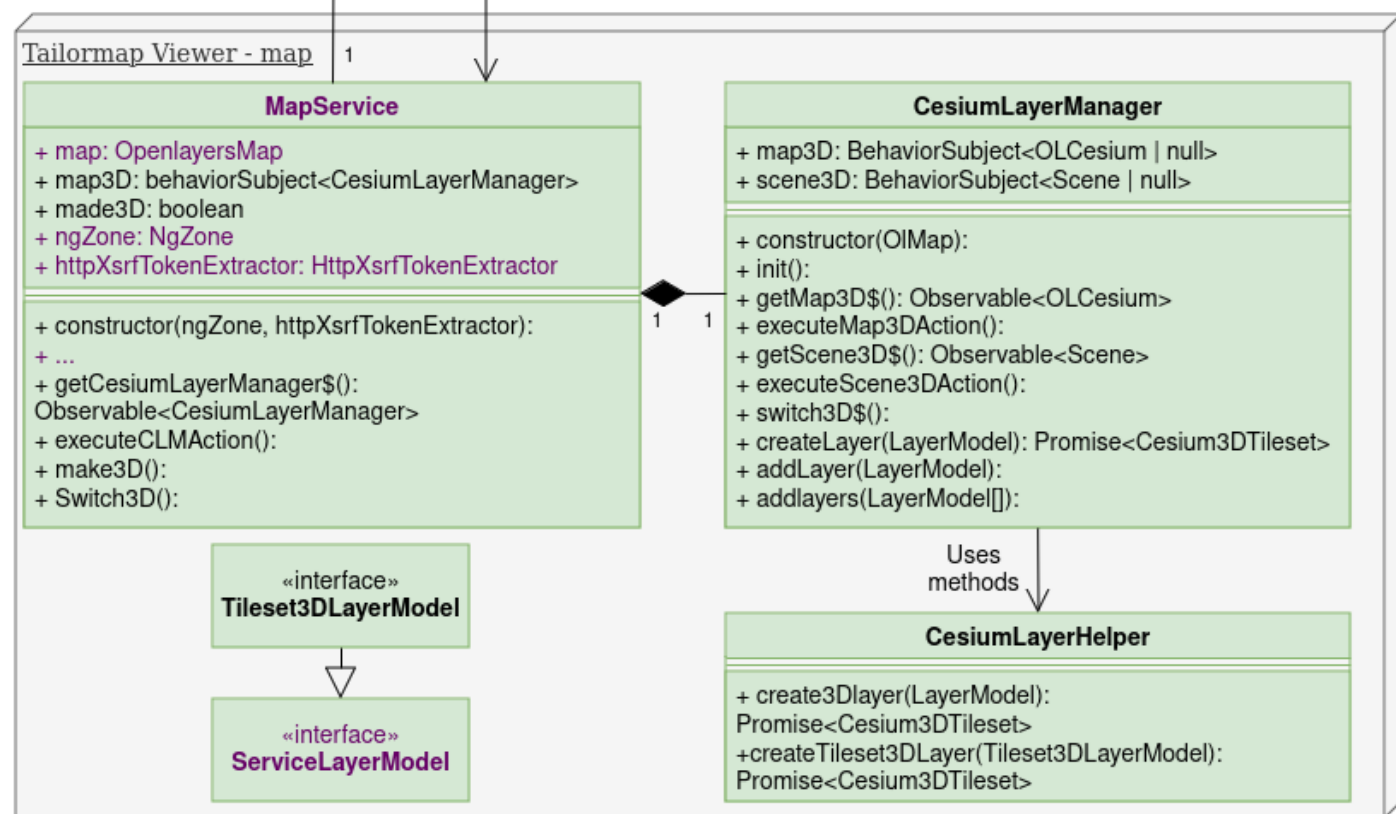 Tailormap Viewer - map
1
MapService
+ map: OpenlayersMap
+ map3D: behaviorSubject<CesiumLayerManager>
+ made3D: boolean
+ ngZone: NgZone
+ httpXsrfTokenExtractor: HttpXsrfTokenExtractor
+ constructor(ngZone, httpXsrfTokenExtractor):
+ ...
+ getCesiumLayerManager$():
Observable<CesiumLayerManager>
+ executeCLMAction():
+ make3D():
+ Switch3D():
1
1
CesiumLayerManager
+ map3D: BehaviorSubject<OLCesium | null>
+ scene3D: BehaviorSubject<Scene | null>
+ constructor(OlMap):
+ init():
+ getMap3D$(): Observable<OLCesium>
+ executeMap3DAction():
+ getScene3D$(): Observable<Scene>
+ executeScene3DAction():
+ switch3D$():
+ createLayer(LayerModel): Promise<Cesium3DTileset>
+ addLayer(LayerModel):
+ addlayers(LayerModel[]):
«interface»
Tileset3DLayerModel
«interface»
ServiceLayerModel
Uses
methods
CesiumLayerHelper
+ create3Dlayer(LayerModel):
Promise<Cesium3DTileset>
+createTileset3DLayer(Tileset3DLayerModel):
Promise<Cesium3DTileset>